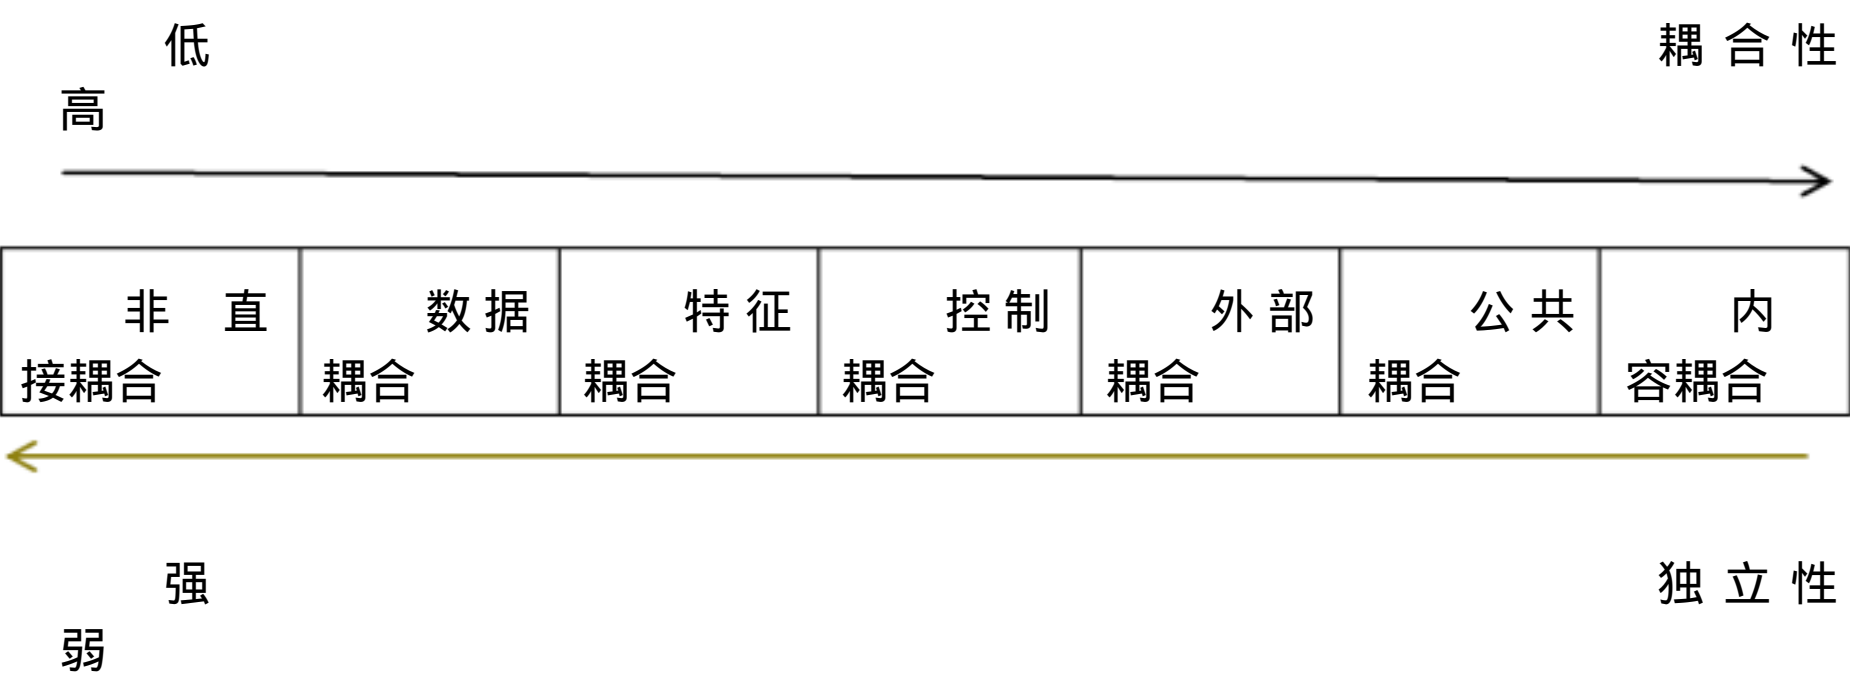 低 耦合性
高
非 直
接耦合
数据
耦合
特征
耦合
控制
耦合
外部
耦合
公共
耦合
内
容耦合
强 独立性
弱